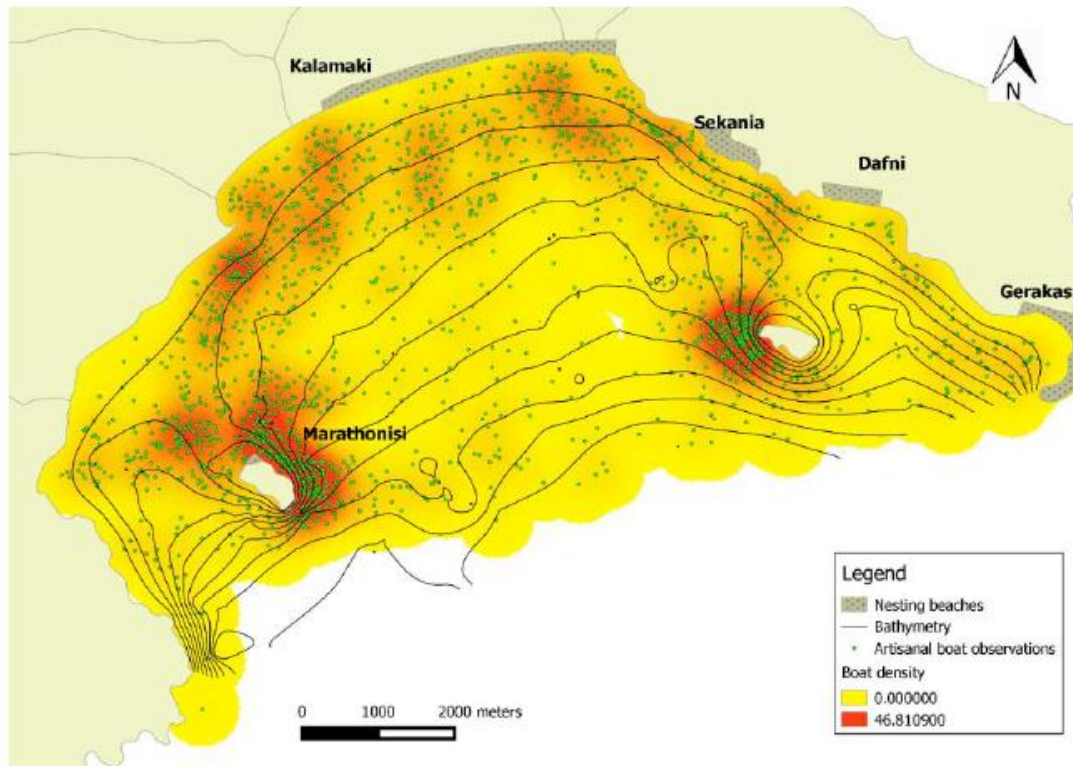 Kalamaki
N
Sekania
Dafni
Gerakas
Marathonisi
Legend
Nesting beaches
Bathymetry
Artisanal boat observations
Boat density
0.000000
46.810900
0 1000 2000 meters